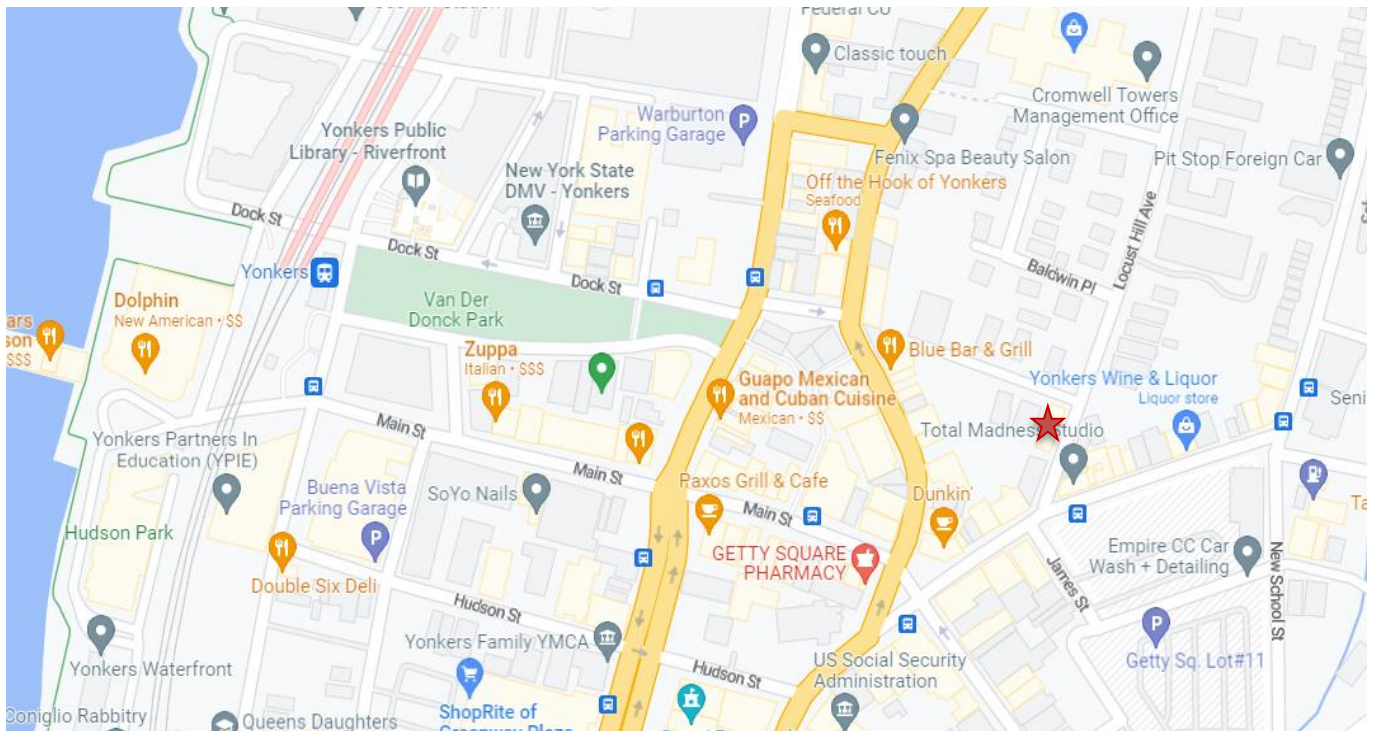 Federal CU
Classic touch
Cromwell Towers
Management Office
Warburton
Parking Garage
P
Yonkers Public
Library - Riverfront
New York State
DMV - Yonkers
Fenix Spa Beauty Salon
Pit Stop Foreign Car
Off the Hook of Yonkers
Seafood
Dock St
Dock St
Dock St
Locust Hill Ave
Baldwin Pl
Yonkers
Van Der
Donck Park
Dolphin
New American • $$
$$$
Zuppa
Italian • $$$
Blue Bar & Grill
Guapo Mexican
and Cuban Cuisine
Mexican • $$
Yonkers Wine & Liquor
Liquor store
Total Madness Studio
Main St
Yonkers Partners In
Education (YPIE)
Buena Vista
Parking Garage
P
SoYo Nails
Main St
Raxos Grill & Cafe
Main St
Dunkin'
Hudson Park
GETTY SQUARE
PHARMACY
Empire CC Car
Wash + Detailing
Double Six Deli
James St
New School St
Hudson St
Yonkers Family YMCA
P
Getty Sq. Lot#11
Yonkers Waterfront
Hudson St
US Social Security
Administration
Coniglio Rabbitry
Queens Daughters
ShopRite of